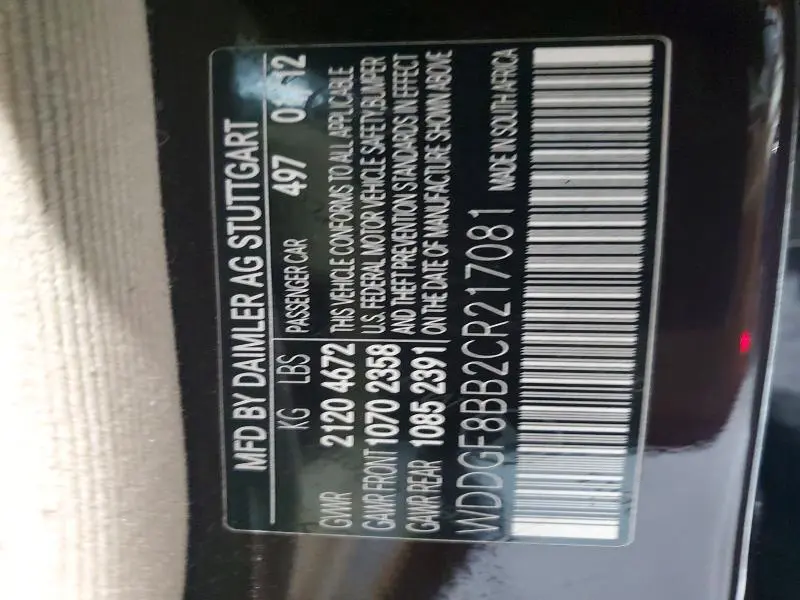 MFD BY DAIMLER AG STUTTGART
KG LBS PASSENGER CAR 497
GVWR 2120 4672 THIS VEHICLE CONFORMS TO ALL APPLICABLE
GAWR FRONT 1070 2358 U.S. FEDERAL MOTOR VEHICLE SAFETY, BUMPER
GAWR REAR 1085 2391 AND THEFT PREVENTION STANDARDS IN EFFECT
ON THE DATE OF MANUFACTURE SHOWN ABOVE
WDDGF8BB2CR217081 MADE IN SOUTH AFRICA